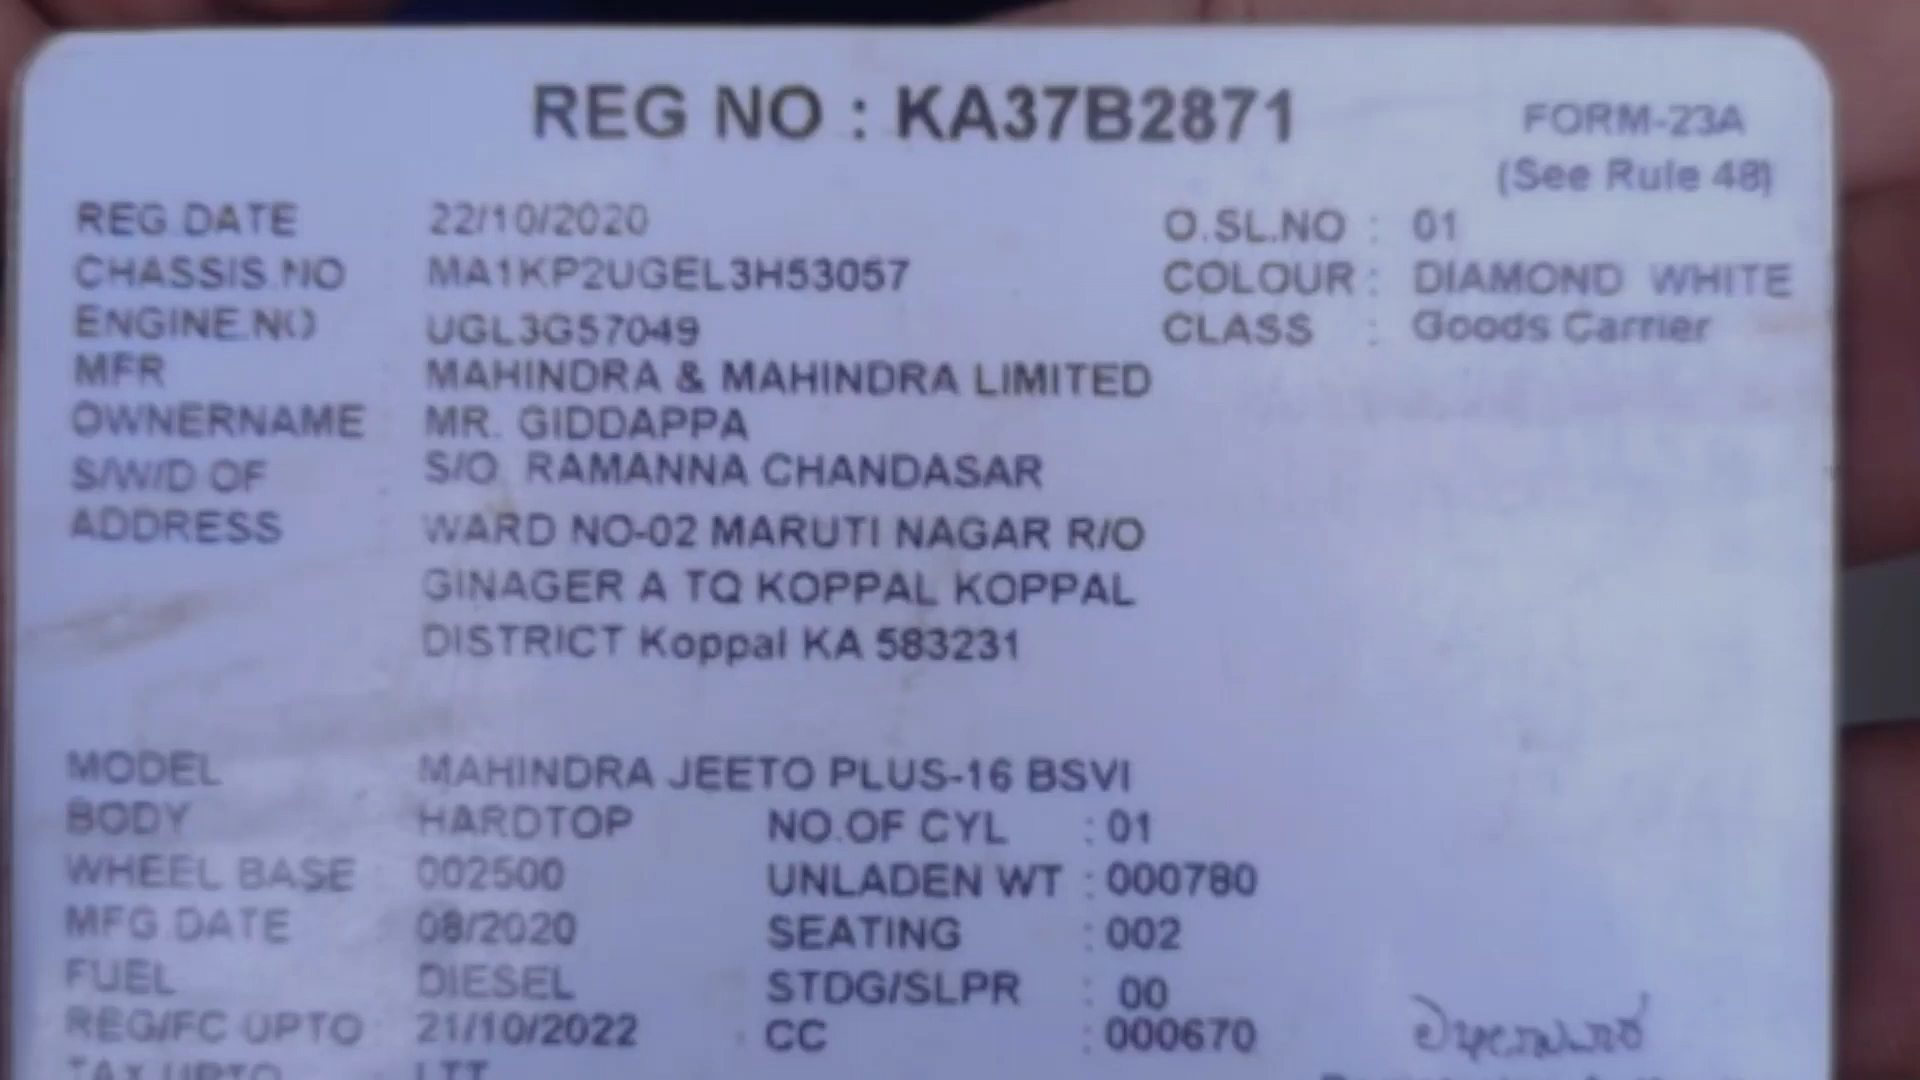 REG NO : KA37B2871
FORM-23A
(See Rule 48)
REG.DATE 22/10/2020 O.SL.NO : 01
CHASSIS.NO MA1KP2UGEL3H53057 COLOUR : DIAMOND WHITE
ENGINE.NO UGL3G57049 CLASS : Goods Carrier
MFR MAHINDRA & MAHINDRA LIMITED
OWNERNAME MR. GIDDAPPA
S/W/D OF : S/O RAMANNA CHANDASAR
ADDRESS WARD NO-02 MARUTI NAGAR R/O
GINAGER A TQ KOPPAL KOPPAL
DISTRICT Koppal KA 583231
MODEL MAHINDRA JEETO PLUS-16 BSVI
BODY HARDTOP NO.OF CYL : 01
WHEEL BASE : 002500 UNLADEN WT : 000780
MFG.DATE : 08/2020 SEATING : 002
FUEL DIESEL STDG/SLPR : 00
REG/FC UPTO : 21/10/2022 CC : 000670
TAX UPTO : LTT